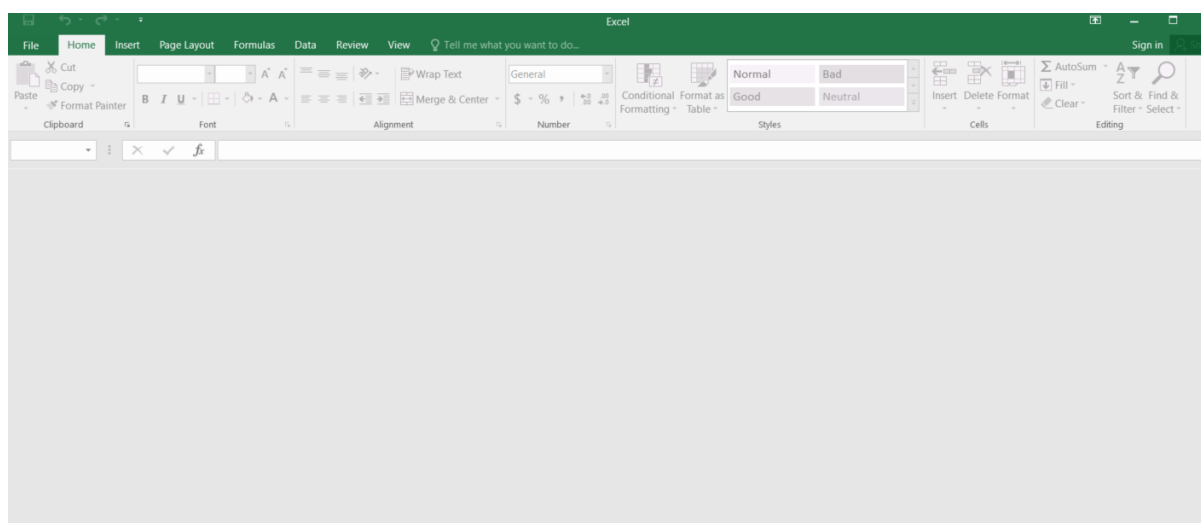 Excel
File Home Insert Page Layout Formulas Data Review View Tell me what you want to do...
Sign in
Cut
Copy
Format Painter
Paste
Clipboard
B I U A
A A
Font
Wrap Text
Merge & Center
Alignment
General
$ % ,
Number
Conditional Formatting
Format as Table
Normal Bad
Good Neutral
Styles
Insert Delete Format
Cells
AutoSum
Fill
Clear
Sort & Filter
Find & Select
Editing
fx